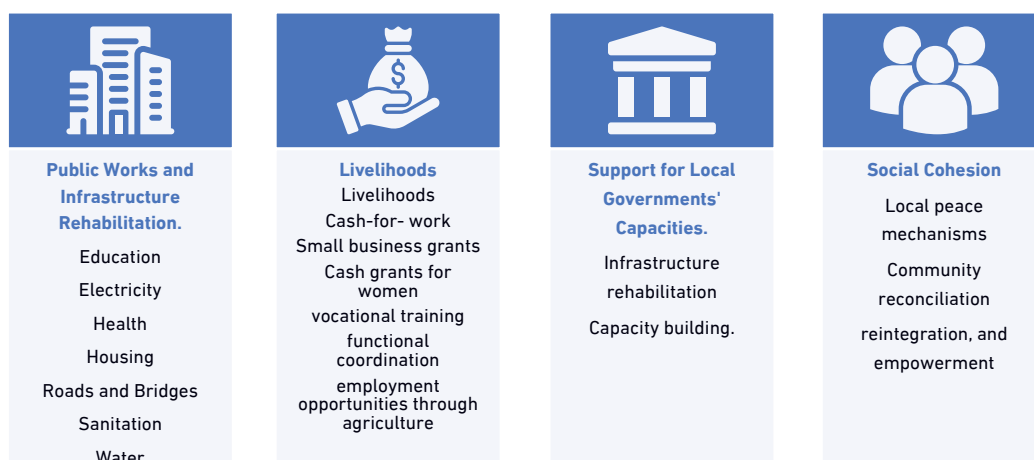 Public Works and
Infrastructure
Rehabilitation.
Education
Electricity
Health
Housing
Roads and Bridges
Sanitation
Water
$
Livelihoods
Livelihoods
Cash-for- work
Small business grants
Cash grants for
women
vocational training
functional
coordination
employment
opportunities through
agriculture
Support for Local
Governments'
Capacities.
Infrastructure
rehabilitation
Capacity building.
Social Cohesion
Local peace
mechanisms
Community
reconciliation
reintegration, and
empowerment